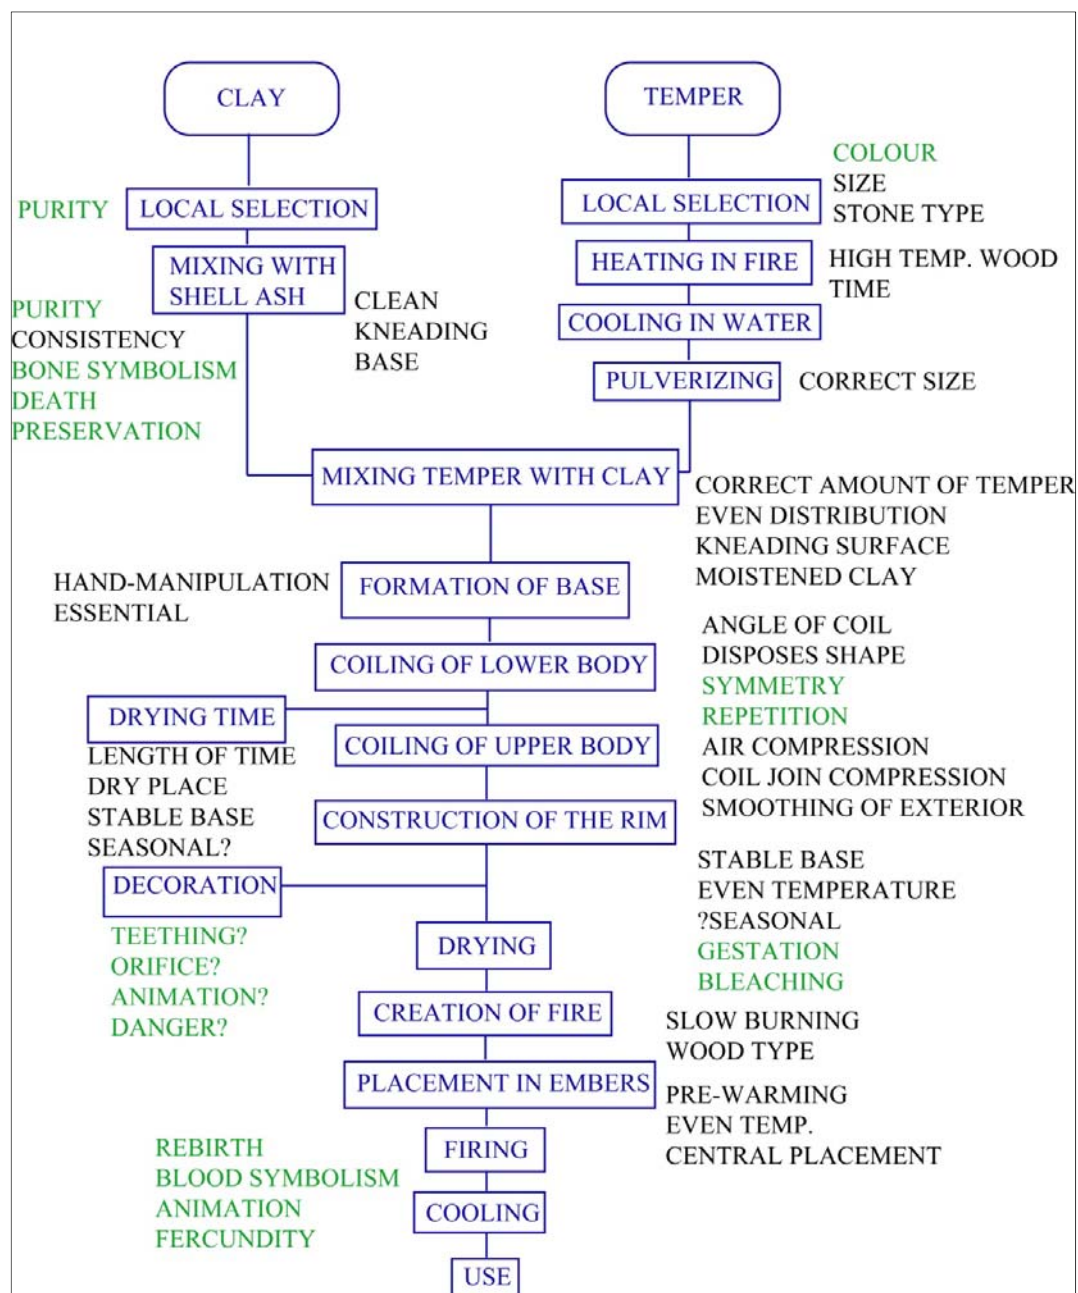 CLAY
TEMPER
COLOUR
SIZE
STONE TYPE
PURITY
LOCAL SELECTION
LOCAL SELECTION
MIXING WITH
SHELL ASH
HEATING IN FIRE
HIGH TEMP. WOOD
TIME
PURITY
CONSISTENCY
BONE SYMBOLISM
DEATH
PRESERVATION
CLEAN
KNEADING
BASE
COOLING IN WATER
PULVERIZING
CORRECT SIZE
MIXING TEMPER WITH CLAY
CORRECT AMOUNT OF TEMPER
EVEN DISTRIBUTION
KNEADING SURFACE
MOISTENED CLAY
HAND-MANIPULATION
ESSENTIAL
FORMATION OF BASE
COILING OF LOWER BODY
ANGLE OF COIL
DISPOSES SHAPE
SYMMETRY
REPETITION
AIR COMPRESSION
COIL JOIN COMPRESSION
SMOOTHING OF EXTERIOR
DRYING TIME
LENGTH OF TIME
DRY PLACE
STABLE BASE
SEASONAL?
COILING OF UPPER BODY
CONSTRUCTION OF THE RIM
DECORATION
TEETHING?
ORIFICE?
ANIMATION?
DANGER?
STABLE BASE
EVEN TEMPERATURE
?SEASONAL
GESTATION
BLEACHING
DRYING
CREATION OF FIRE
SLOW BURNING
WOOD TYPE
PLACEMENT IN EMBERS
PRE-WARMING
EVEN TEMP.
CENTRAL PLACEMENT
FIRING
REBIRTH
BLOOD SYMBOLISM
ANIMATION
FERCUNDITY
COOLING
USE